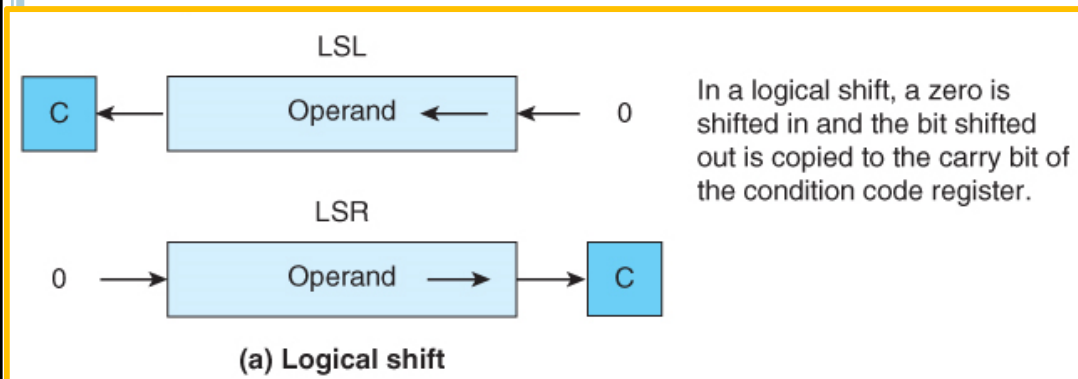 LSL
C
Operand
0
In a logical shift, a zero is
shifted in and the bit shifted
out is copied to the carry bit of
the condition code register.
LSR
0
Operand
C
(a) Logical shift